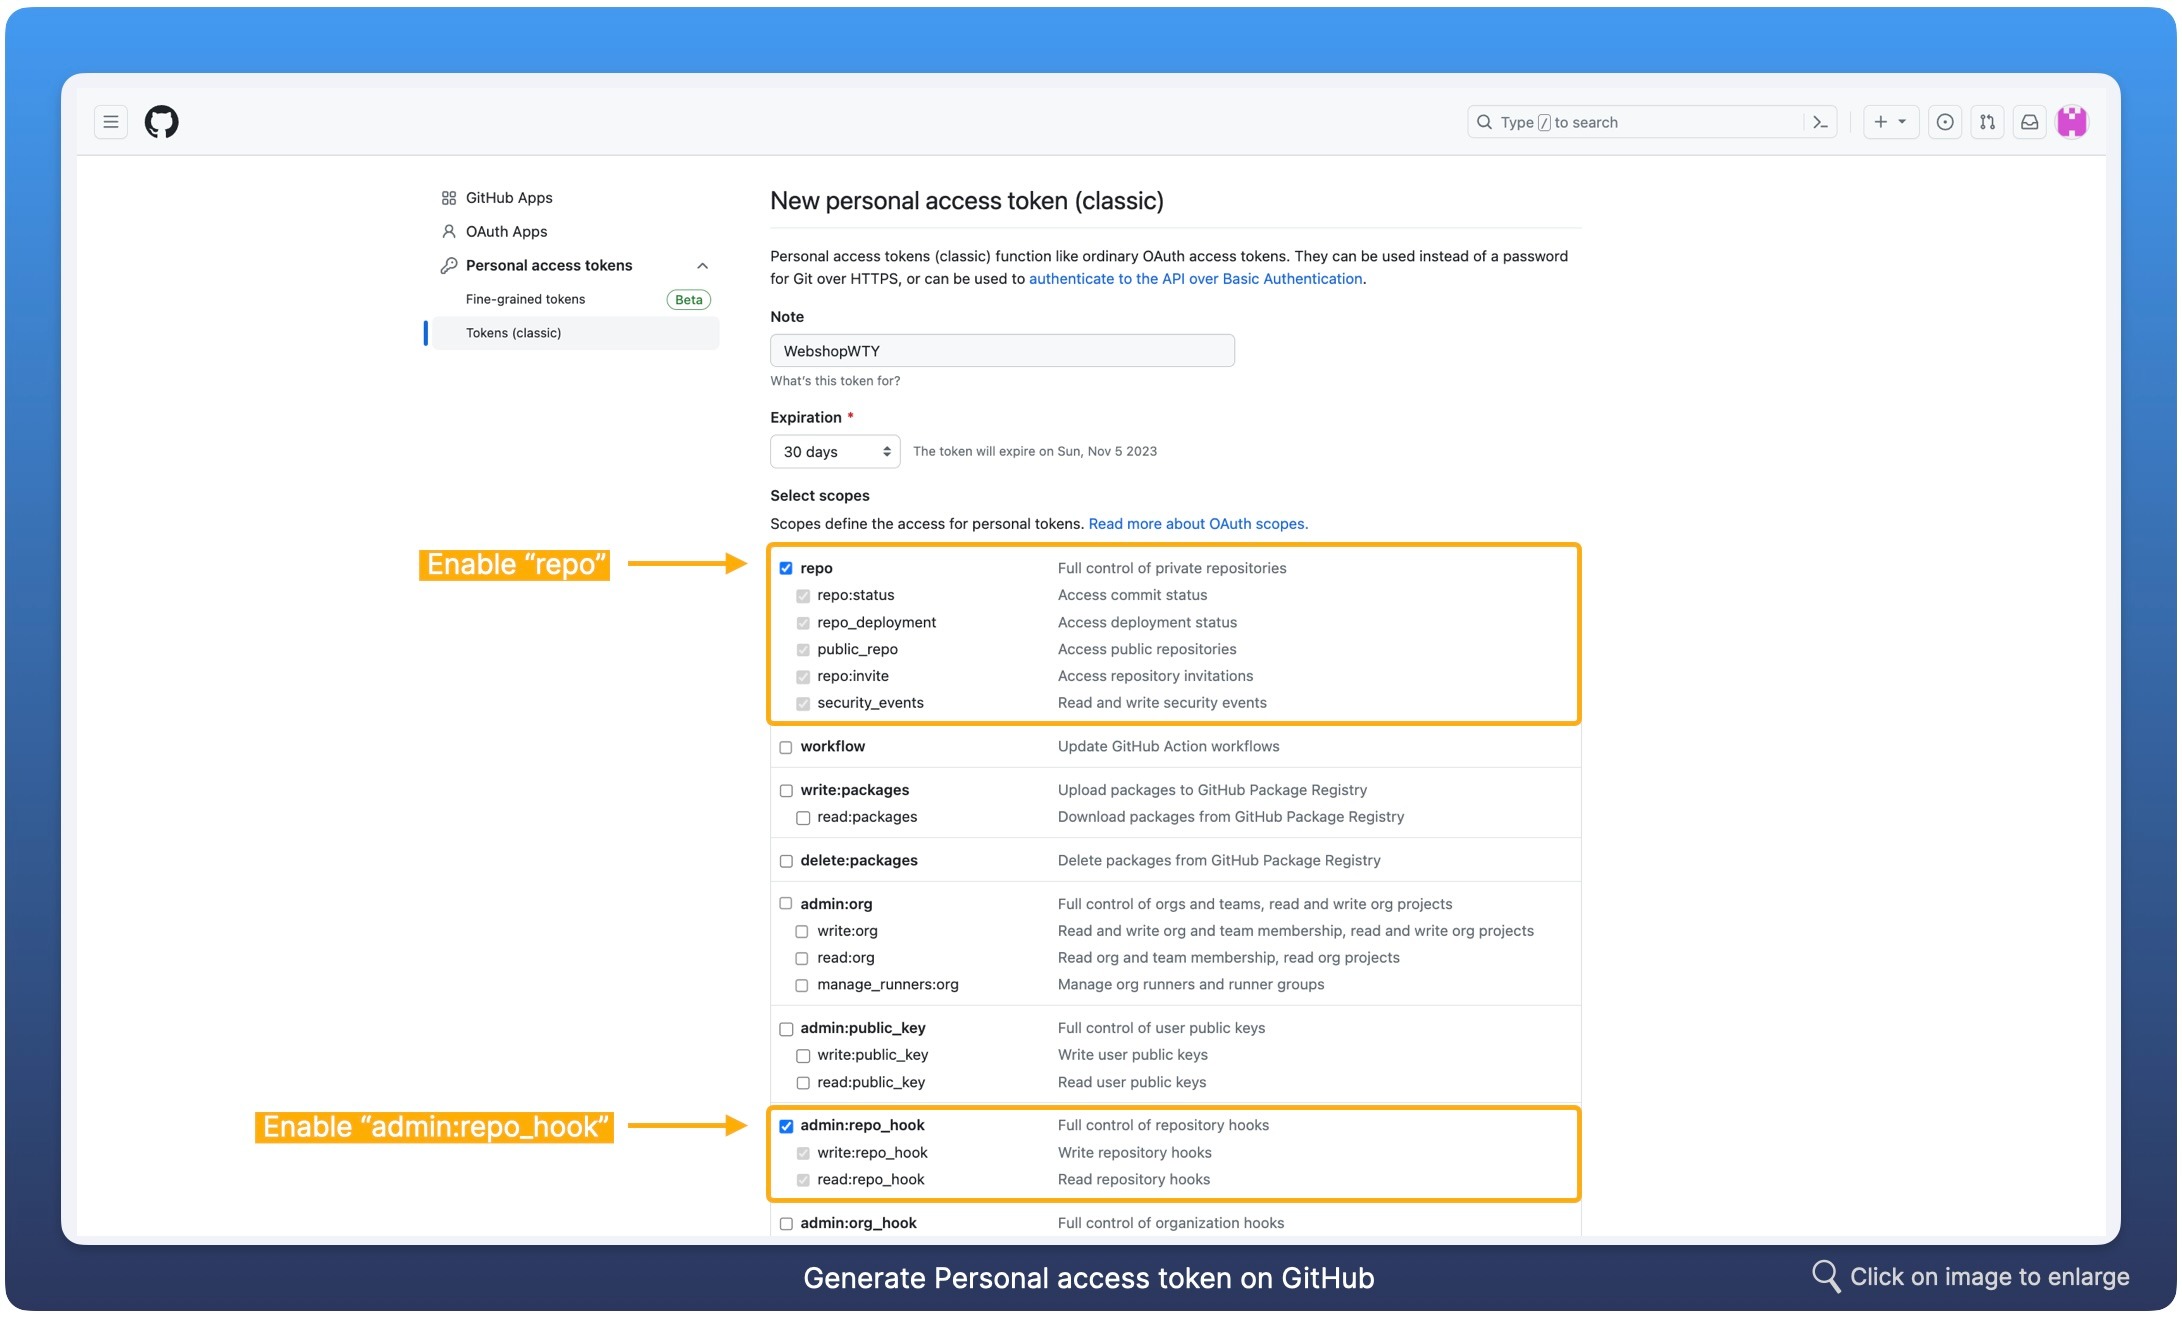 Type / to search
GitHub Apps
OAuth Apps
Personal access tokens
Fine-grained tokens
Beta
Tokens (classic)
New personal access token (classic)
Personal access tokens (classic) function like ordinary OAuth access tokens. They can be used instead of a password
for Git over HTTPS, or can be used to authenticate to the API over Basic Authentication.
Note
WebshopWTY
What's this token for?
Expiration *
30 days
The token will expire on Sun, Nov 5 2023
Select scopes
Scopes define the access for personal tokens. Read more about OAuth scopes.
Enable “repo”
repo Full control of private repositories
repo:status Access commit status
repo_deployment Access deployment status
public_repo Access public repositories
repo:invite Access repository invitations
security_events Read and write security events
workflow Update GitHub Action workflows
write:packages Upload packages to GitHub Package Registry
read:packages Download packages from GitHub Package Registry
delete:packages Delete packages from GitHub Package Registry
admin:org Full control of orgs and teams, read and write org projects
write:org Read and write org and team membership, read and write org projects
read:org Read org and team membership, read org projects
manage_runners:org Manage org runners and runner groups
admin:public_key Full control of user public keys
write:public_key Write user public keys
read:public_key Read user public keys
Enable “admin:repo_hook”
admin:repo_hook Full control of repository hooks
write:repo_hook Write repository hooks
read:repo_hook Read repository hooks
admin:org_hook Full control of organization hooks
Generate Personal access token on GitHub
Click on image to enlarge